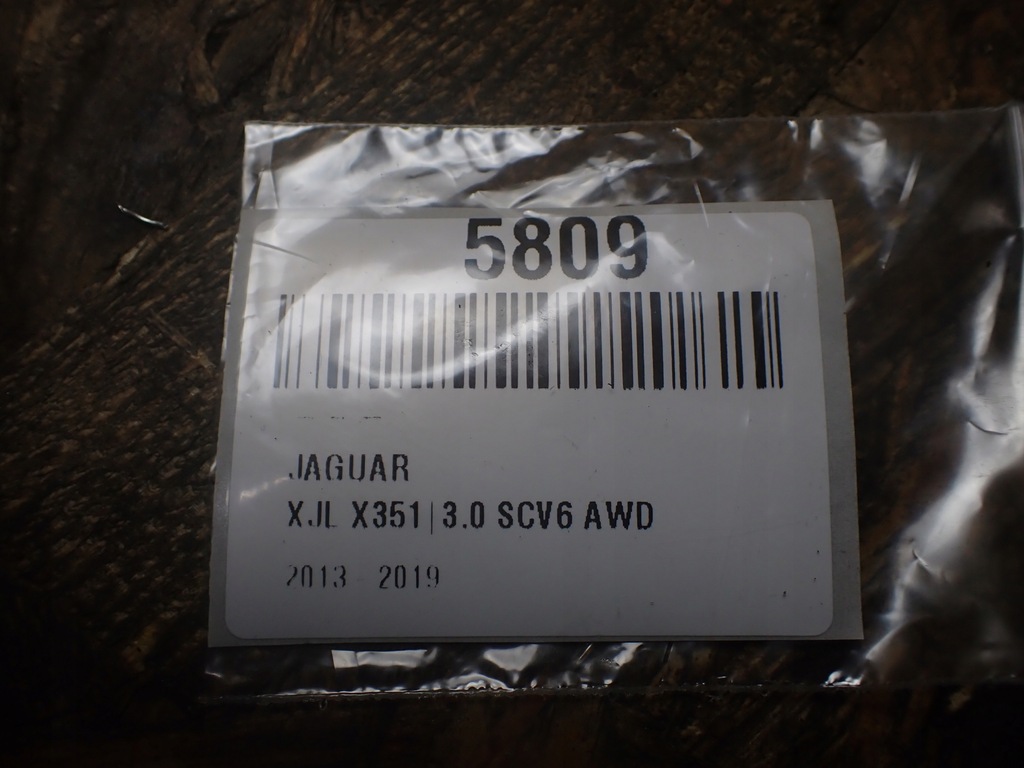 5809
JAGUAR
XJL X351|3.0 SCV6 AWD
2013 2019